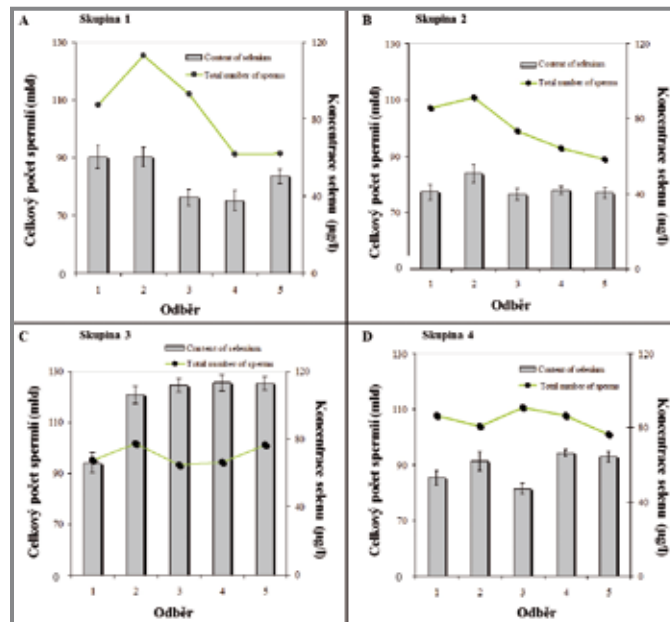 A Skupina 1
130
110
90
70
0
Celkový počet spermií (mld)
Content of selenium
Total number of sperms
120
80
40
0
Koncentrace selenu (µg/l)
1 2 3 4 5
Odběr
B Skupina 2
130
110
90
70
0
Celkový počet spermií (mld)
Content of selenium
Total number of sperms
120
80
40
0
Koncentrace selenu (µg/l)
1 2 3 4 5
Odběr
C Skupina 3
130
120
110
90
70
0
Celkový počet spermií (mld)
Content of selenium
Total number of sperms
120
80
40
0
Koncentrace selenu (µg/l)
1 2 3 4 5
Odběr
D Skupina 4
130
110
90
70
0
Celkový počet spermií (mld)
Content of selenium
Total number of sperms
120
80
40
0
Koncentrace selenu (µg/l)
1 2 3 4 5
Odběr